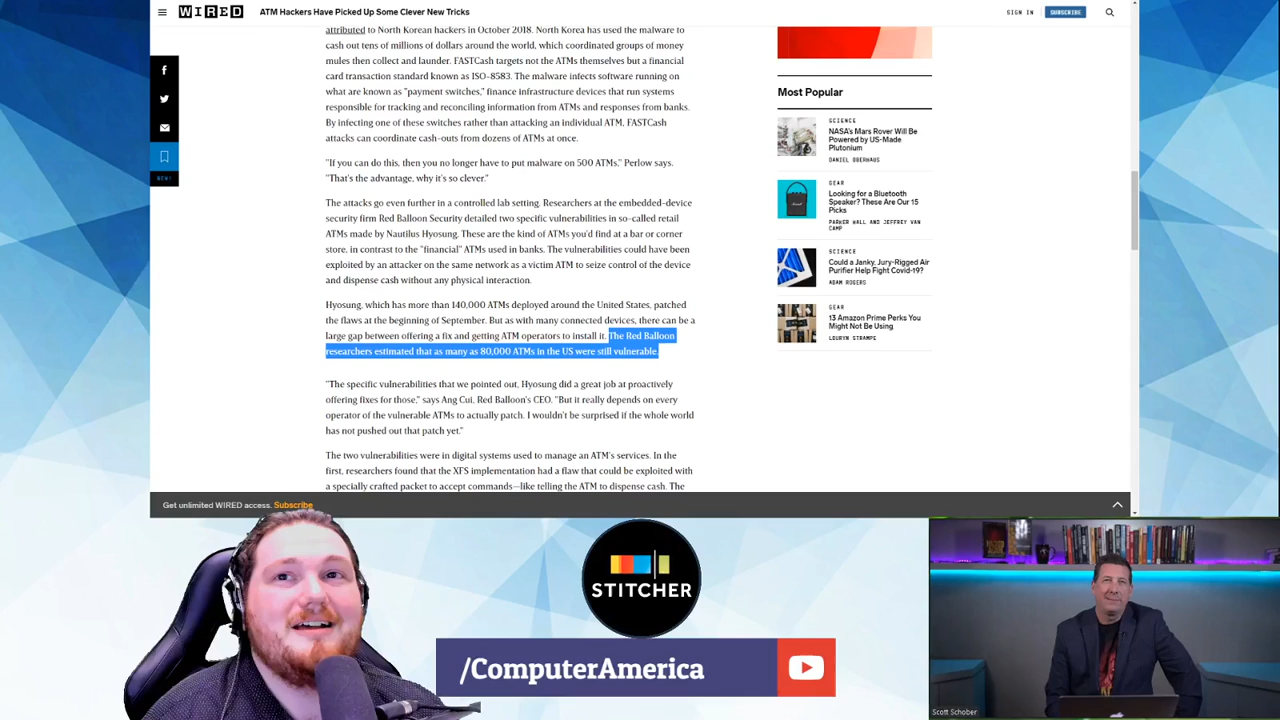 WIRED
ATM Hackers Have Picked Up Some Clever New Tricks
SIGN IN
SUBSCRIBE
attributed to North Korean hackers in October 2018. North Korea has used the malware to
cash out tens of millions of dollars around the world, which coordinated groups of money
mules then collect and launder. FASTCash targets not the ATMs themselves but a financial
card transaction standard known as ISO-8583. The malware infects software running on
what are known as "payment switches," finance infrastructure devices that run systems
responsible for tracking and reconciling information from ATMs and responses from banks.
By infecting one of these switches rather than attacking an individual ATM, FASTCash
attacks can coordinate cash-outs from dozens of ATMs at once.
"If you can do this, then you no longer have to put malware on 500 ATMs," Perlow says.
"That's the advantage, why it's so clever."
The attacks go even further in a controlled lab setting. Researchers at the embedded-device
security firm Red Balloon Security detailed two specific vulnerabilities in so-called retail
ATMs made by Nautilus Hyosung. These are the kind of ATMs you'd find at a bar or corner
store, in contrast to the "financial" ATMs used in banks. The vulnerabilities could have been
exploited by an attacker on the same network as a victim ATM to seize control of the device
and dispense cash without any physical interaction.
Hyosung, which has more than 140,000 ATMs deployed around the United States, patched
the flaws at the beginning of September. But as with many connected devices, there can be a
large gap between offering a fix and getting ATM operators to install it. The Red Balloon
researchers estimated that as many as 80,000 ATMs in the US were still vulnerable.
"The specific vulnerabilities that we pointed out, Hyosung did a great job at proactively
offering fixes for those," says Ang Cui, Red Balloon's CEO. "But it really depends on every
operator of the vulnerable ATMs to actually patch. I wouldn't be surprised if the whole world
has not pushed out that patch yet."
The two vulnerabilities were in digital systems used to manage an ATM's services. In the
first, researchers found that the XFS implementation had a flaw that could be exploited with
a specially crafted packet to accept commands—like telling the ATM to dispense cash. The
NEW!
Most Popular
SCIENCE
NASA's Mars Rover Will Be
Powered by US-Made
Plutonium
DANIEL OBERHAUS
GEAR
Looking for a Bluetooth
Speaker? These Are Our 15
Picks
PARKER HALL AND JEFFREY VAN
CAMP
SCIENCE
Could a Janky, Jury-Rigged Air
Purifier Help Fight Covid-19?
ADAM ROGERS
GEAR
13 Amazon Prime Perks You
Might Not Be Using
LOURYN STRAMPE
Get unlimited WIRED access. Subscribe
STITCHER
/ComputerAmerica
Scott Schober